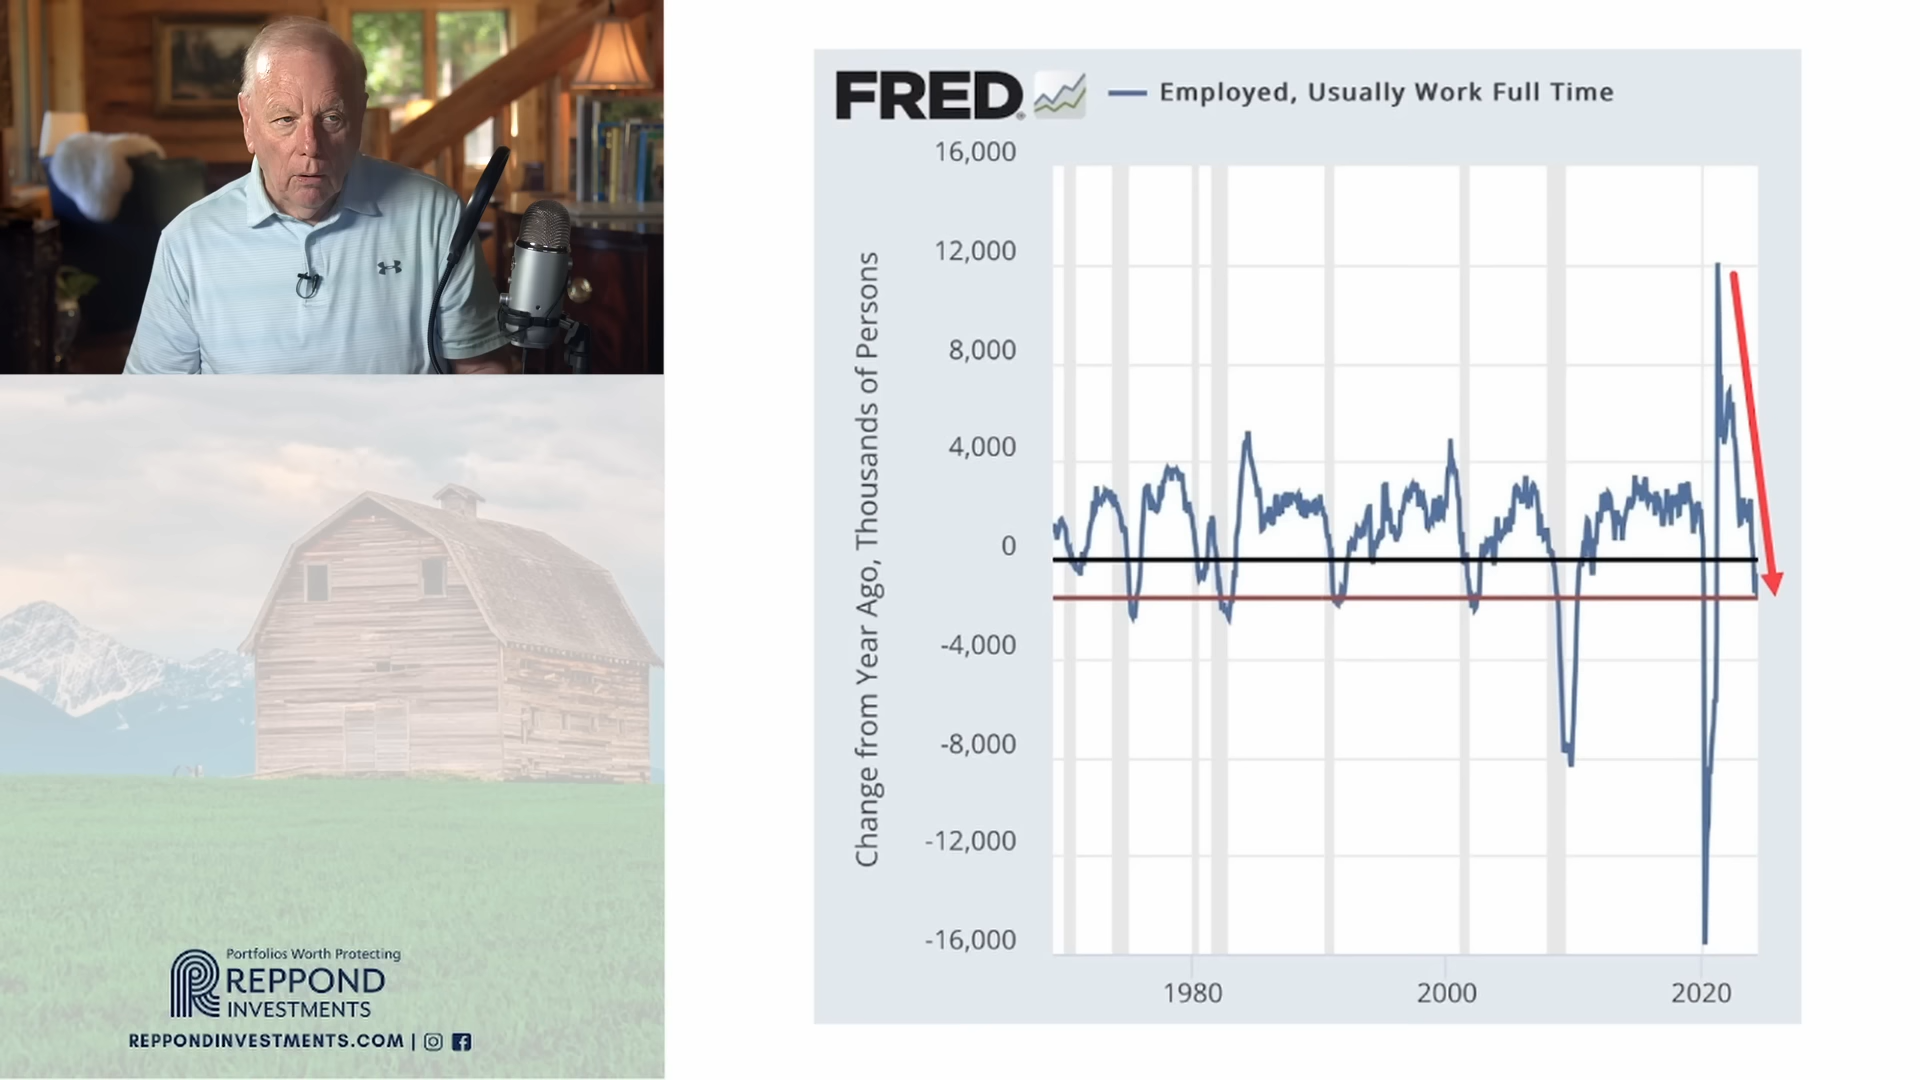 FRED
Employed, Usually Work Full Time
16,000
12,000
8,000
4,000
0
-4,000
-8,000
-12,000
-16,000
Change from Year Ago, Thousands of Persons
1980 2000 2020
Portfolios Worth Protecting
REPPOND
INVESTMENTS
REPPONDINVESTMENTS.COM |